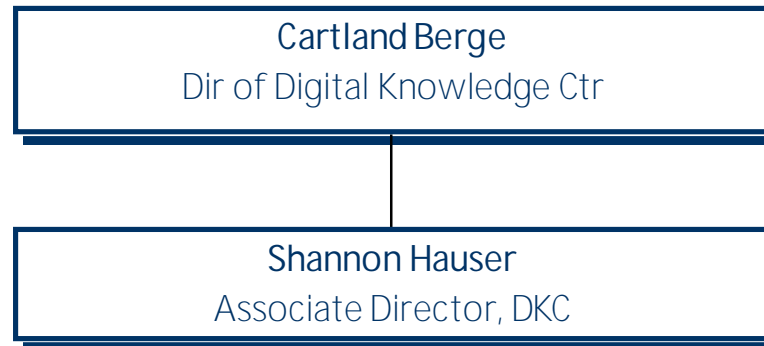 Cartland Berge
Dir of Digital Knowledge Ctr
Shannon Hauser
Associate Director, DKC